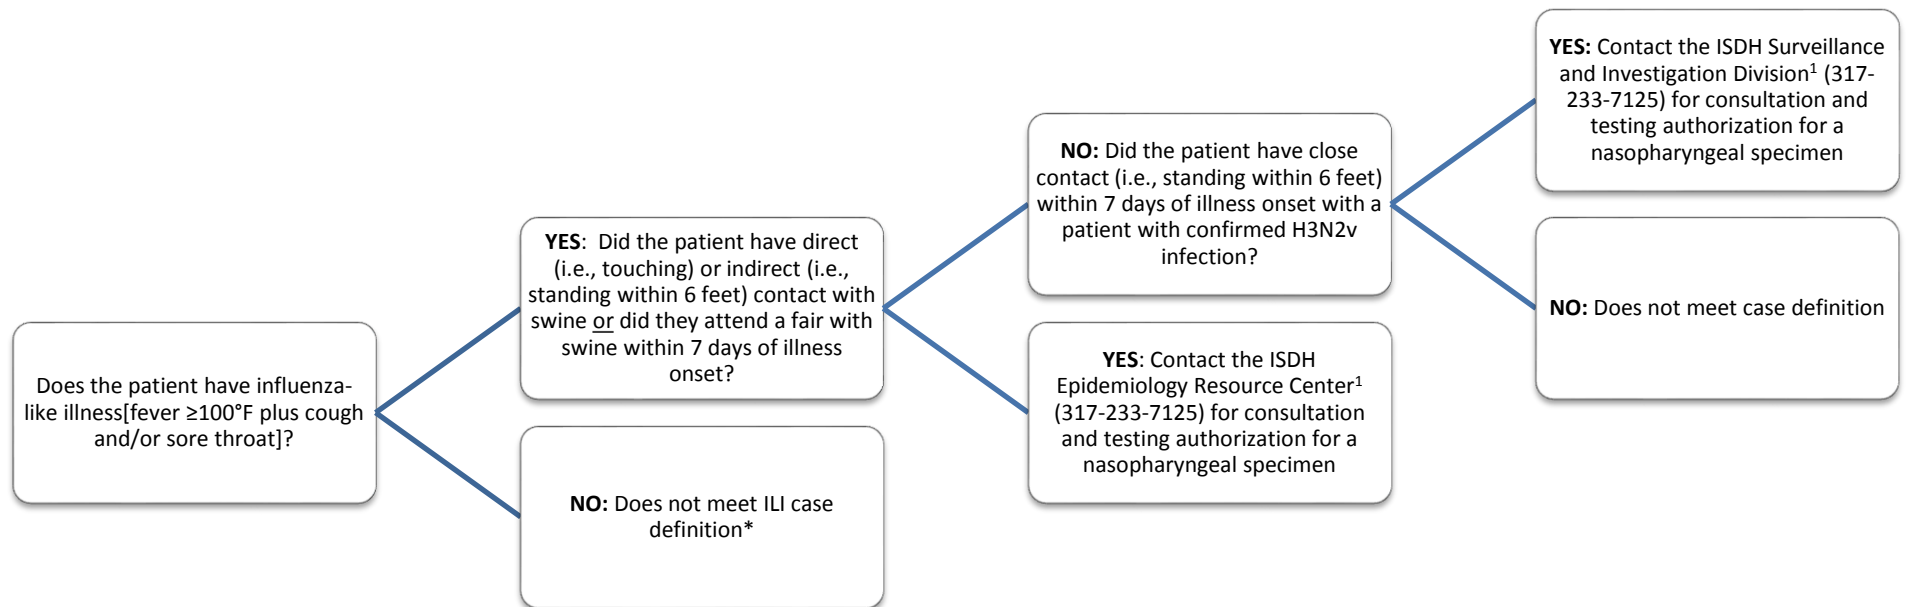 Does the patient have influenza-
like illness[fever ≥100°F plus cough
and/or sore throat]?
YES:  Did the patient have direct
(i.e., touching) or indirect (i.e.,
standing within 6 feet) contact with
swine or did they attend a fair with
swine within 7 days of illness
onset?
NO: Does not meet ILI case
definition*
NO: Did the patient have close
contact (i.e., standing within 6 feet)
within 7 days of illness onset with a
patient with confirmed H3N2v
infection?
YES: Contact the ISDH
Epidemiology Resource Center¹
(317-233-7125) for consultation
and testing authorization for a
nasopharyngeal specimen
YES: Contact the ISDH Surveillance
and Investigation Division¹ (317-
233-7125) for consultation and
testing authorization for a
nasopharyngeal specimen
NO: Does not meet case definition